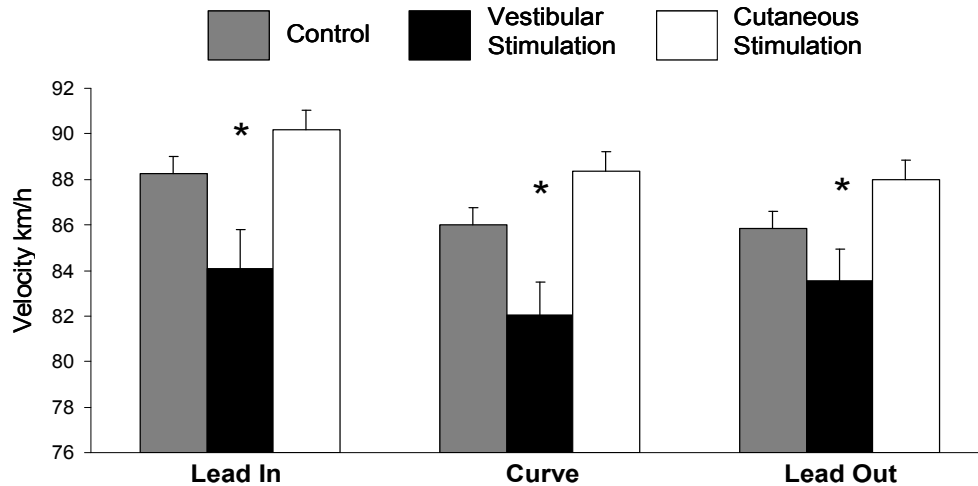 Control
Vestibular
Stimulation
Cutaneous
Stimulation
Velocity km/h
92
90
88
86
84
82
80
78
76
*
*
*
Lead In
Curve
Lead Out